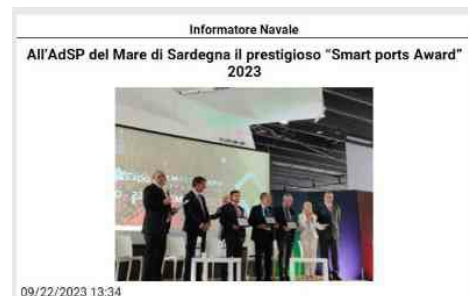 Informatore Navale
All'AdSP del Mare di Sardegna il prestigioso “Smart ports Award”
2023
09/22/2023 13:34